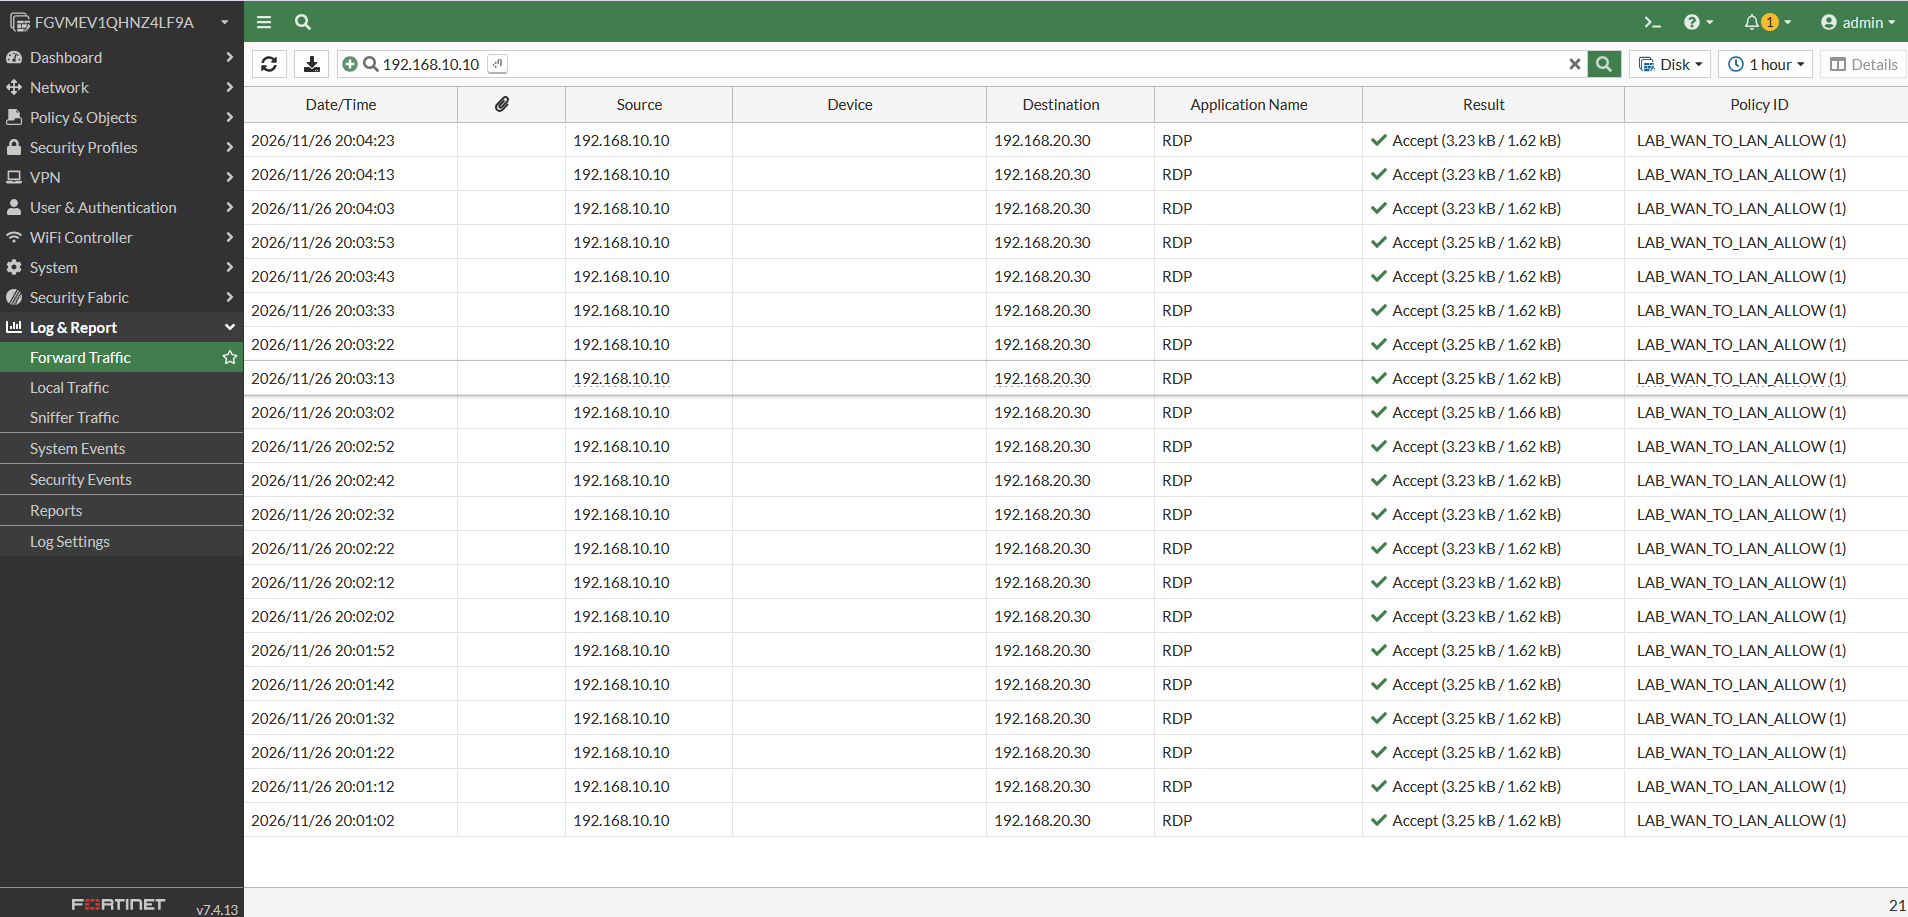 FGVMEV1QHNZ4LF9A
1
admin
Dashboard
Network
Policy & Objects
Security Profiles
VPN
User & Authentication
WiFi Controller
System
Security Fabric
Log & Report
Forward Traffic
Local Traffic
Sniffer Traffic
System Events
Security Events
Reports
Log Settings
FORTINET v7.4.13
192.168.10.10 Disk 1 hour Details
Date/Time Source Device Destination Application Name Result Policy ID
2026/11/26 20:04:23 192.168.10.10 192.168.20.30 RDP Accept (3.23 kB / 1.62 kB) LAB_WAN_TO_LAN_ALLOW (1)
2026/11/26 20:04:13 192.168.10.10 192.168.20.30 RDP Accept (3.23 kB / 1.62 kB) LAB_WAN_TO_LAN_ALLOW (1)
2026/11/26 20:04:03 192.168.10.10 192.168.20.30 RDP Accept (3.23 kB / 1.62 kB) LAB_WAN_TO_LAN_ALLOW (1)
2026/11/26 20:03:53 192.168.10.10 192.168.20.30 RDP Accept (3.25 kB / 1.62 kB) LAB_WAN_TO_LAN_ALLOW (1)
2026/11/26 20:03:43 192.168.10.10 192.168.20.30 RDP Accept (3.25 kB / 1.62 kB) LAB_WAN_TO_LAN_ALLOW (1)
2026/11/26 20:03:33 192.168.10.10 192.168.20.30 RDP Accept (3.25 kB / 1.62 kB) LAB_WAN_TO_LAN_ALLOW (1)
2026/11/26 20:03:22 192.168.10.10 192.168.20.30 RDP Accept (3.25 kB / 1.62 kB) LAB_WAN_TO_LAN_ALLOW (1)
2026/11/26 20:03:13 192.168.10.10 192.168.20.30 RDP Accept (3.25 kB / 1.62 kB) LAB_WAN_TO_LAN_ALLOW (1)
2026/11/26 20:03:02 192.168.10.10 192.168.20.30 RDP Accept (3.25 kB / 1.66 kB) LAB_WAN_TO_LAN_ALLOW (1)
2026/11/26 20:02:52 192.168.10.10 192.168.20.30 RDP Accept (3.23 kB / 1.62 kB) LAB_WAN_TO_LAN_ALLOW (1)
2026/11/26 20:02:42 192.168.10.10 192.168.20.30 RDP Accept (3.23 kB / 1.62 kB) LAB_WAN_TO_LAN_ALLOW (1)
2026/11/26 20:02:32 192.168.10.10 192.168.20.30 RDP Accept (3.23 kB / 1.62 kB) LAB_WAN_TO_LAN_ALLOW (1)
2026/11/26 20:02:22 192.168.10.10 192.168.20.30 RDP Accept (3.23 kB / 1.62 kB) LAB_WAN_TO_LAN_ALLOW (1)
2026/11/26 20:02:12 192.168.10.10 192.168.20.30 RDP Accept (3.23 kB / 1.62 kB) LAB_WAN_TO_LAN_ALLOW (1)
2026/11/26 20:02:02 192.168.10.10 192.168.20.30 RDP Accept (3.23 kB / 1.62 kB) LAB_WAN_TO_LAN_ALLOW (1)
2026/11/26 20:01:52 192.168.10.10 192.168.20.30 RDP Accept (3.25 kB / 1.62 kB) LAB_WAN_TO_LAN_ALLOW (1)
2026/11/26 20:01:42 192.168.10.10 192.168.20.30 RDP Accept (3.25 kB / 1.62 kB) LAB_WAN_TO_LAN_ALLOW (1)
2026/11/26 20:01:32 192.168.10.10 192.168.20.30 RDP Accept (3.25 kB / 1.62 kB) LAB_WAN_TO_LAN_ALLOW (1)
2026/11/26 20:01:22 192.168.10.10 192.168.20.30 RDP Accept (3.25 kB / 1.62 kB) LAB_WAN_TO_LAN_ALLOW (1)
2026/11/26 20:01:12 192.168.10.10 192.168.20.30 RDP Accept (3.25 kB / 1.62 kB) LAB_WAN_TO_LAN_ALLOW (1)
2026/11/26 20:01:02 192.168.10.10 192.168.20.30 RDP Accept (3.25 kB / 1.62 kB) LAB_WAN_TO_LAN_ALLOW (1)
21